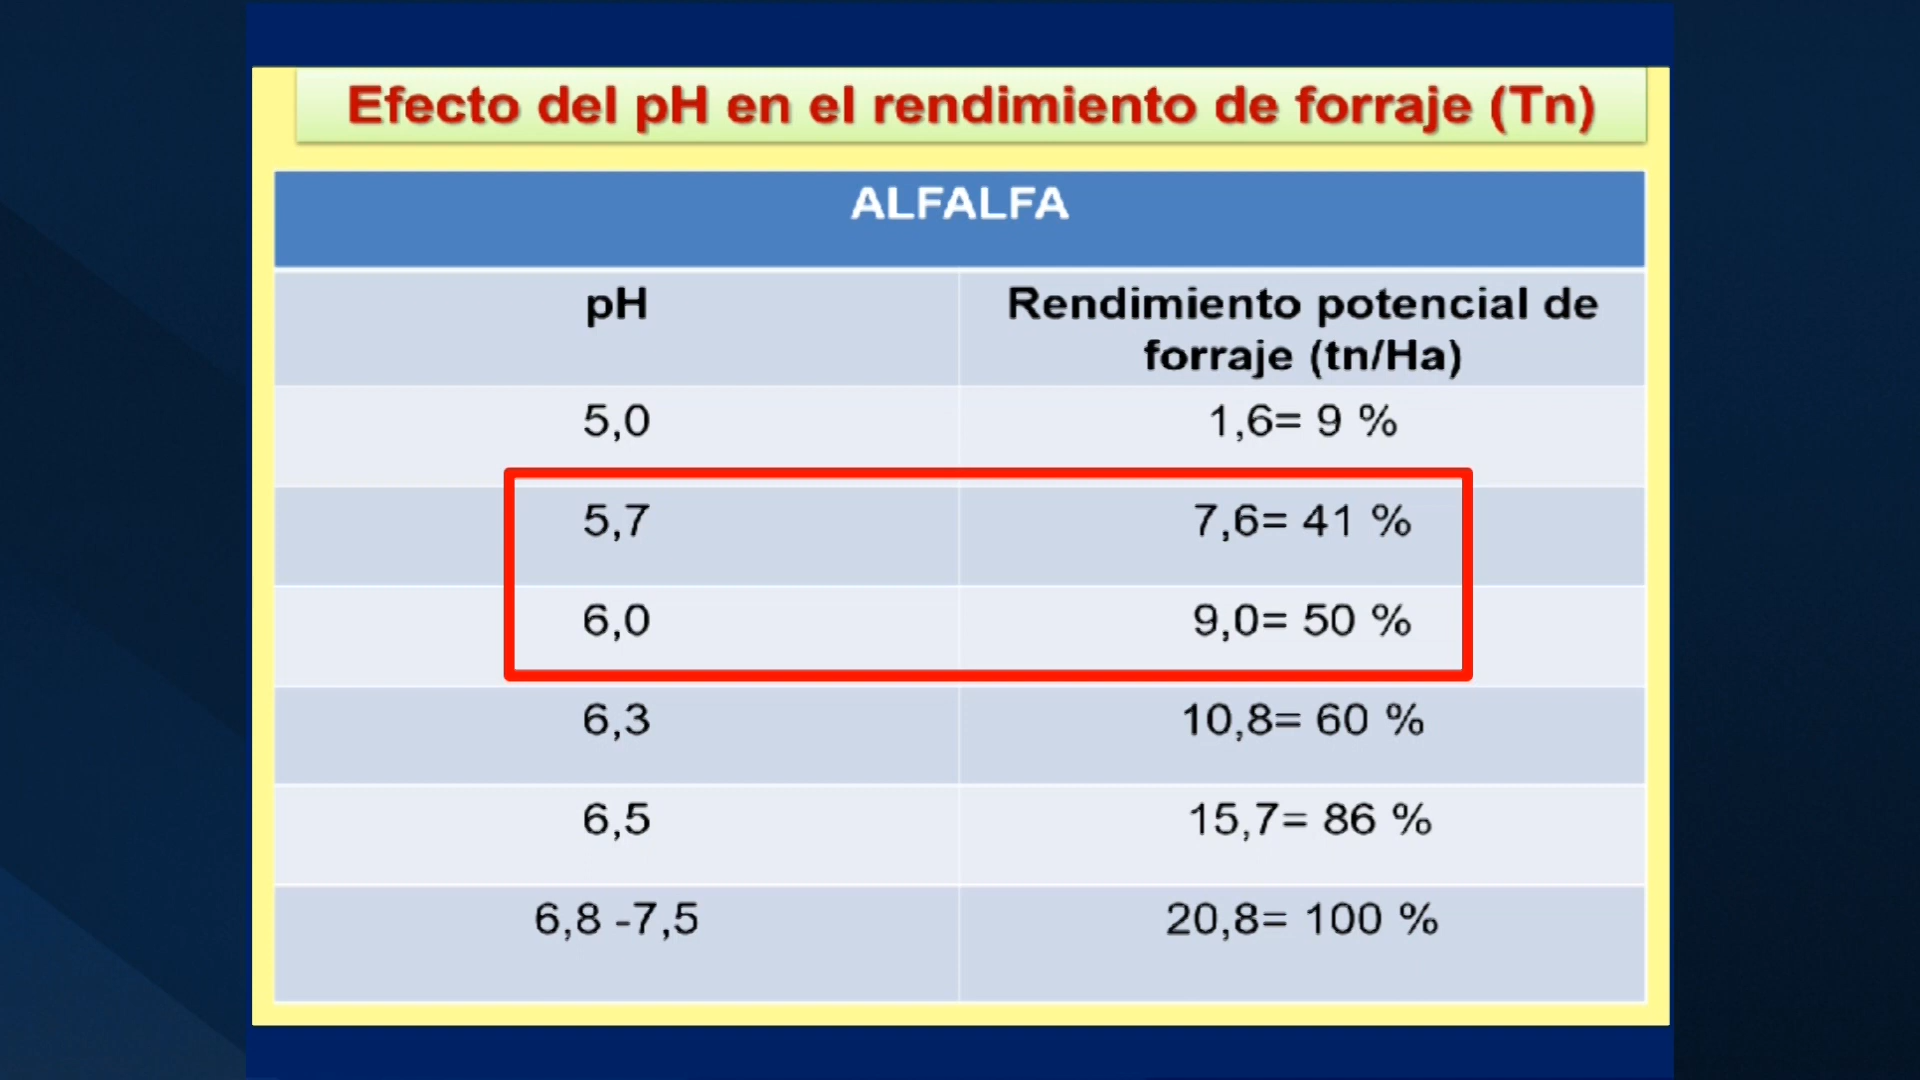 Efecto del pH en el rendimiento de forraje (Tn)
ALFALFA
pH
Rendimiento potencial de
forraje (tn/Ha)
5,0
1,6= 9 %
5,7
7,6= 41 %
6,0
9,0= 50 %
6,3
10,8= 60 %
6,5
15,7= 86 %
6,8 -7,5
20,8= 100 %